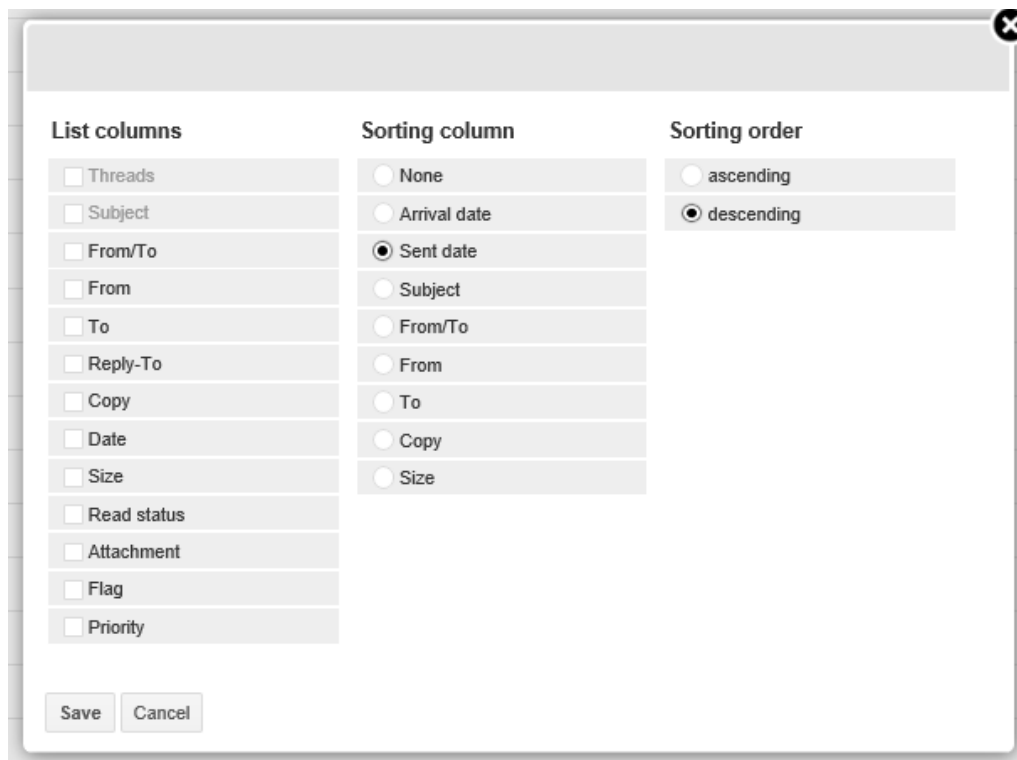 List columns
Threads
Subject
From/To
From
To
Reply-To
Copy
Date
Size
Read status
Attachment
Flag
Priority
Sorting column
None
Arrival date
Sent date
Subject
From/To
From
To
Copy
Size
Sorting order
ascending
descending
Save
Cancel